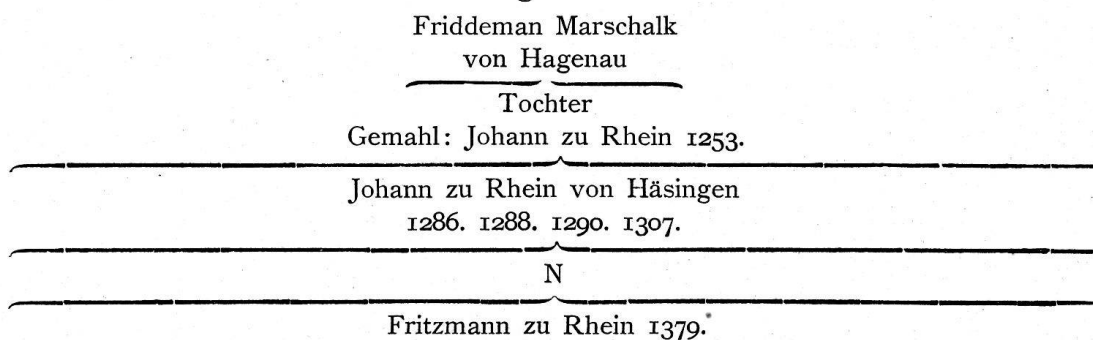 Friddeman Marschalk
von Hagenau
Tochter
Gemahl: Johann zu Rhein 1253.
Johann zu Rhein von Häsingen
1286. 1288. 1290. 1307.
N
Fritzmann zu Rhein 1379.